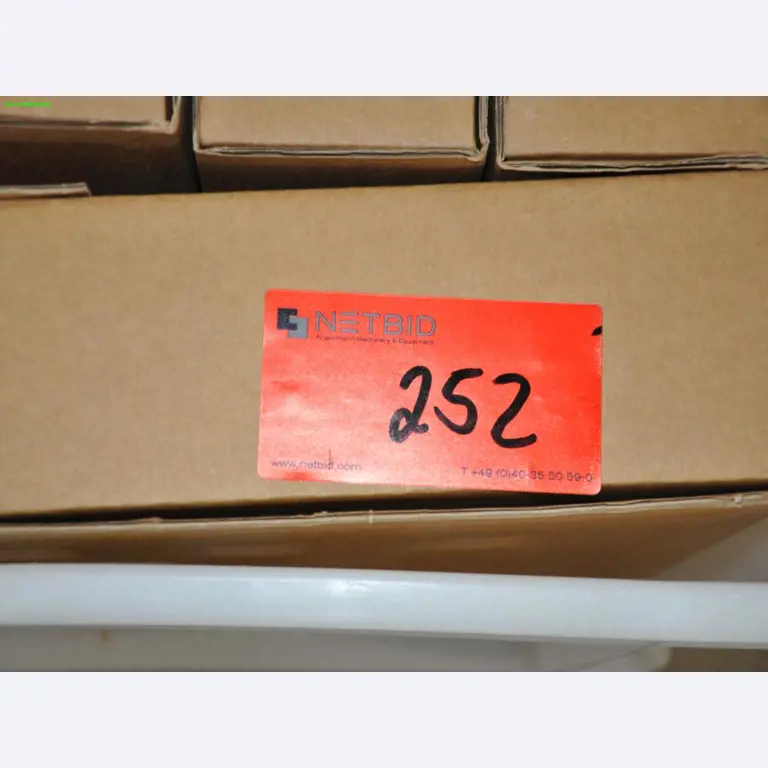 NETBID
252
www.netbid.com
T +49 (0)40-35 50 59-0